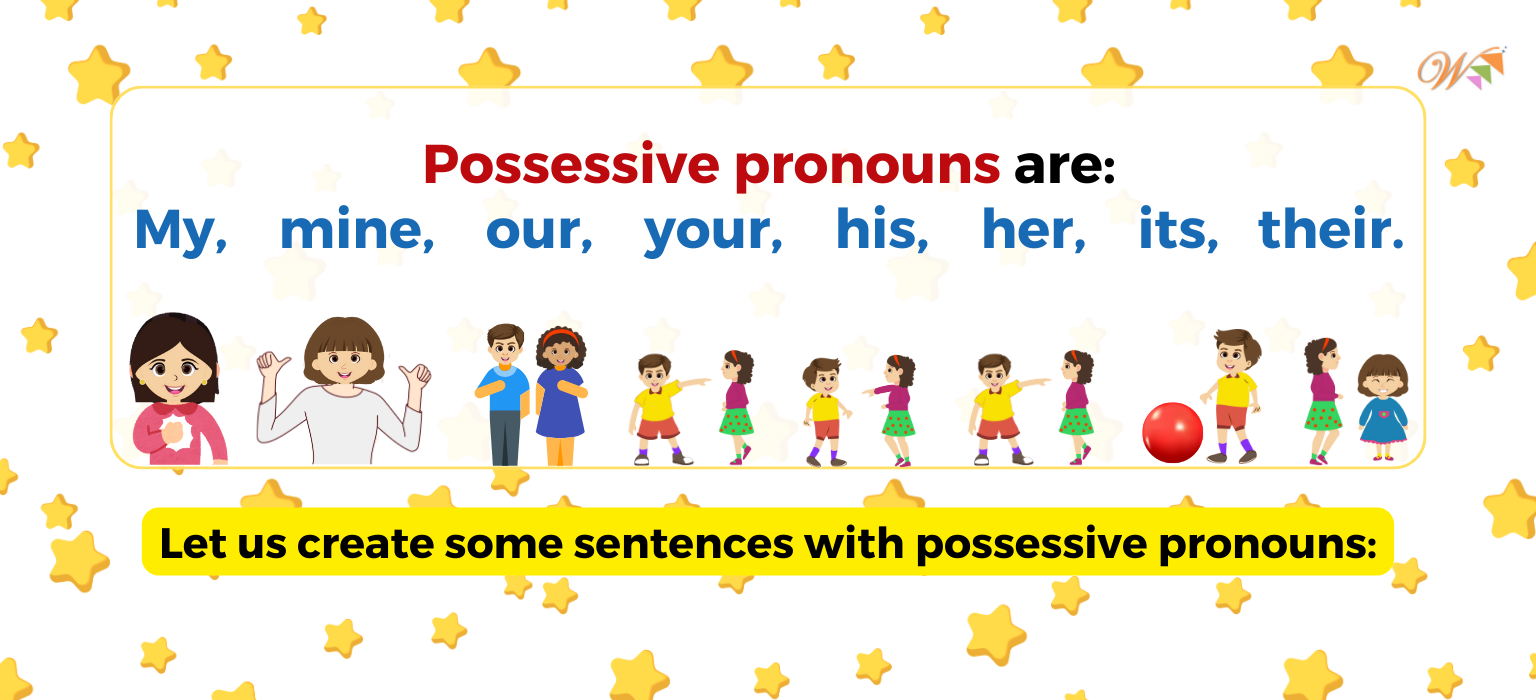 Possessive pronouns are:
My, mine, our, your, his, her, its, their.
Let us create some sentences with possessive pronouns: